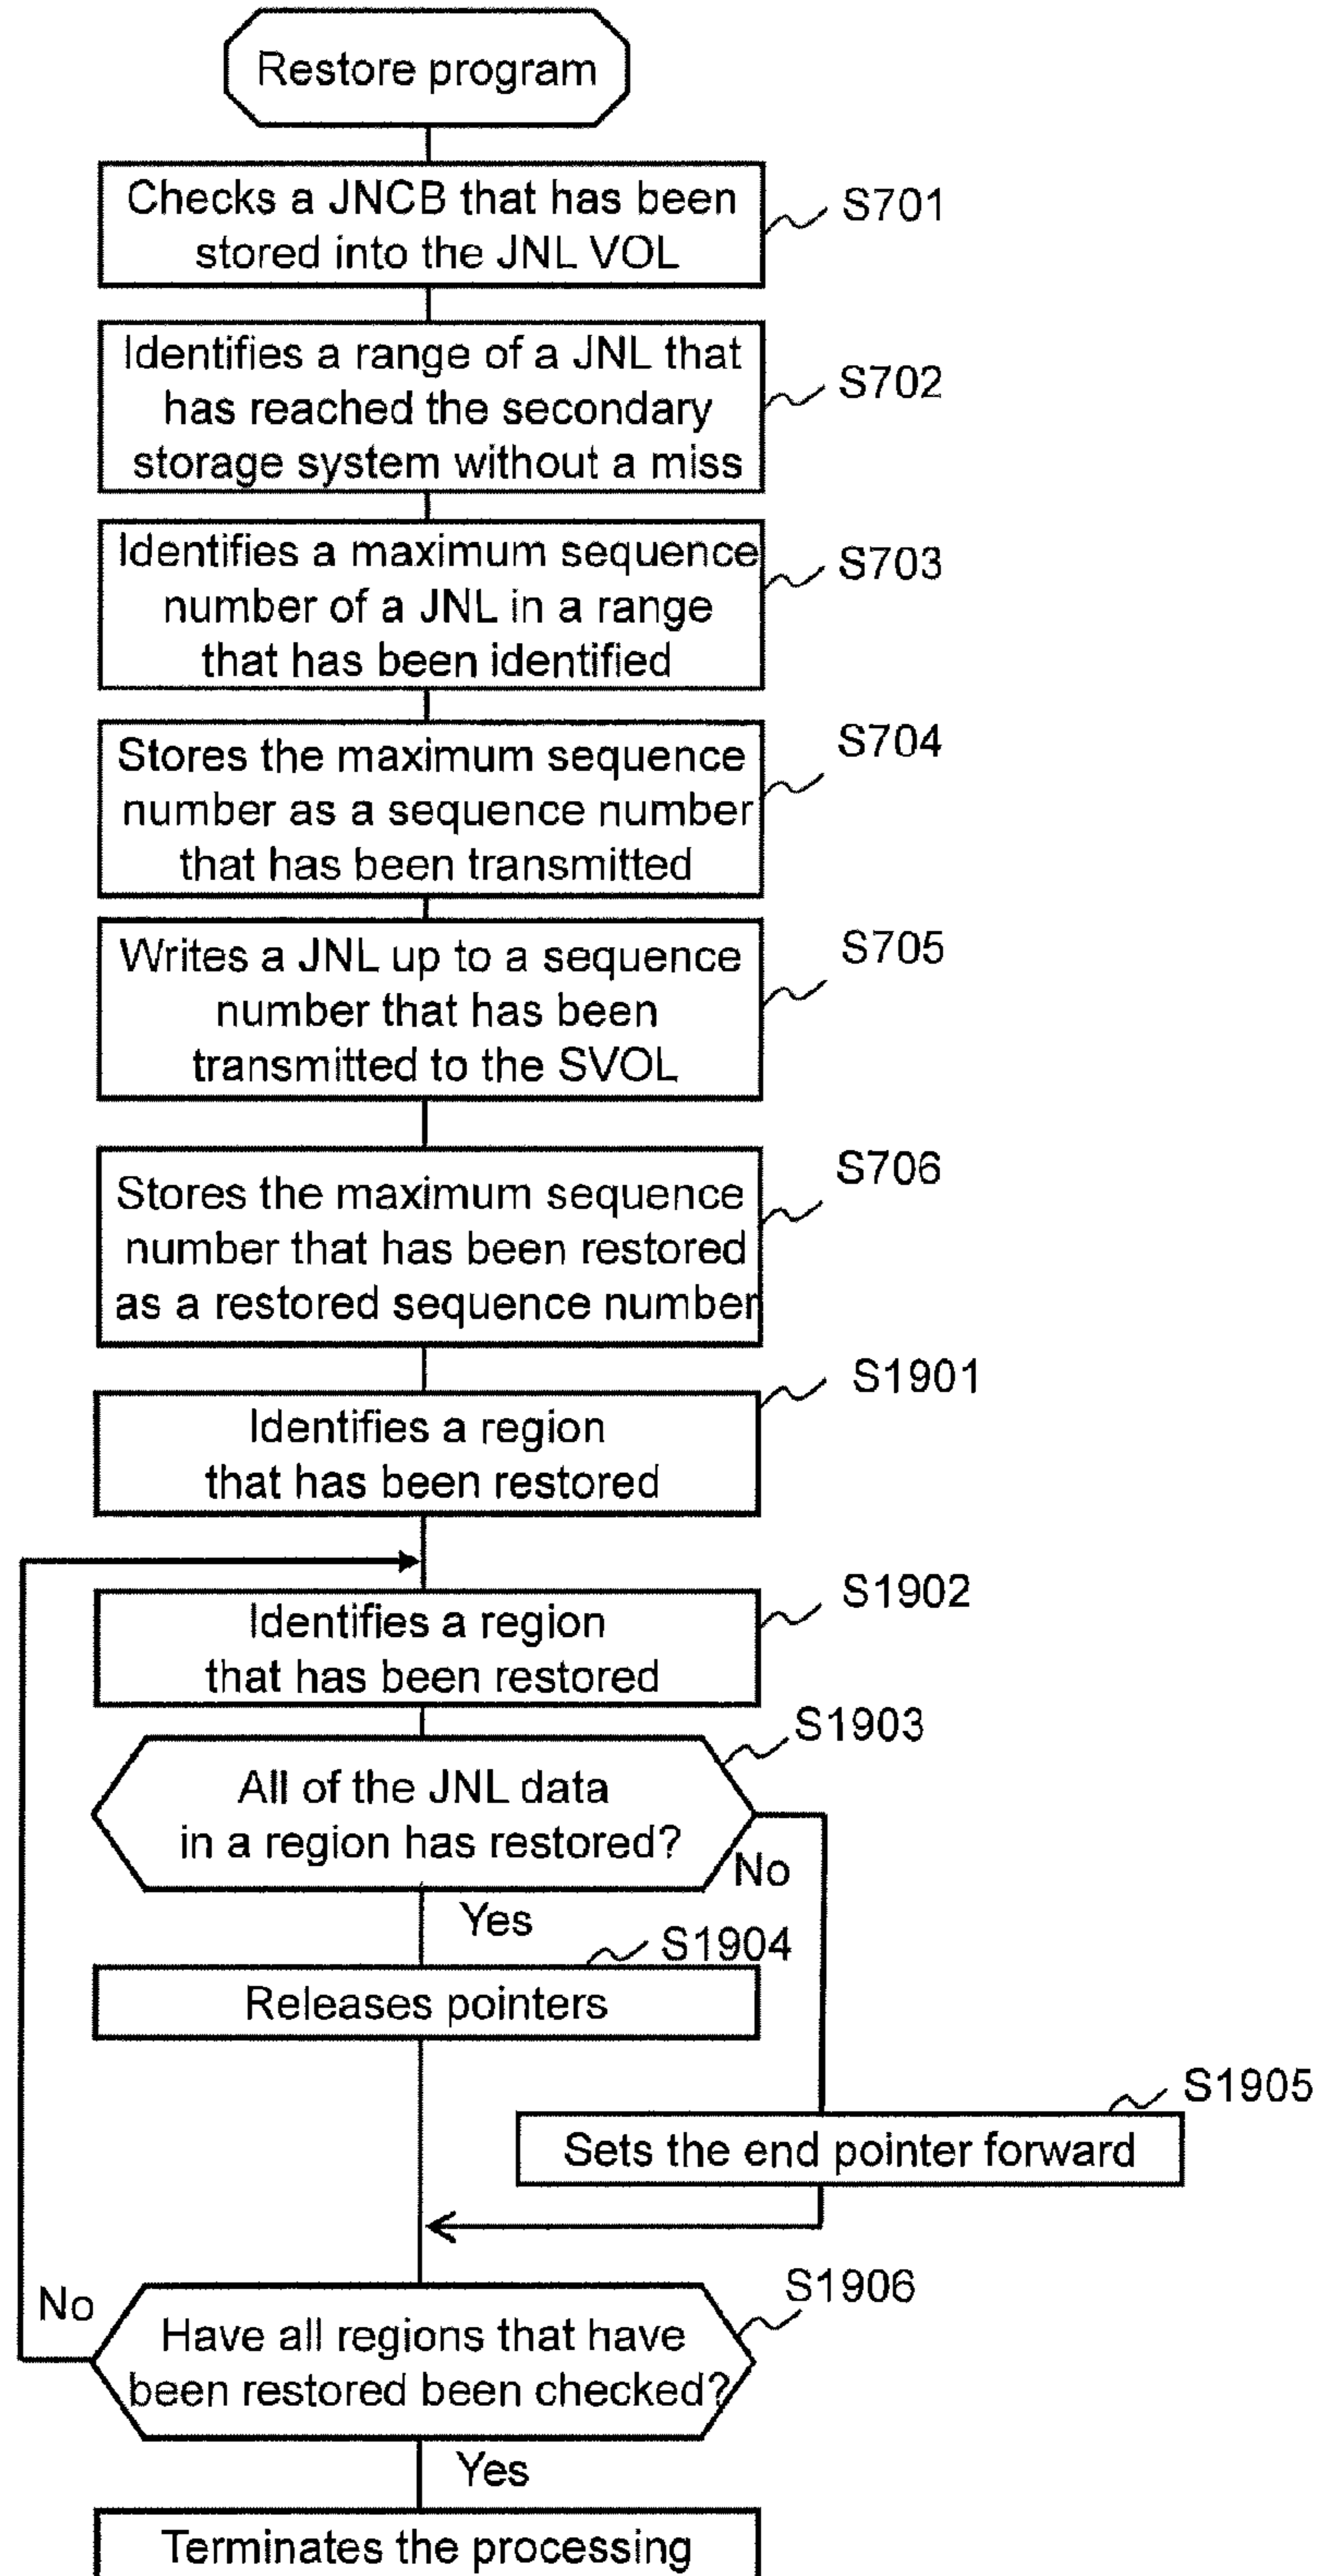 Restore program
Checks a JNCB that has been
stored into the JNL VOL
S701
Identifies a range of a JNL that
has reached the secondary
storage system without a miss
S702
Identifies a maximum sequence
number of a JNL in a range
that has been identified
S703
Stores the maximum sequence
number as a sequence number
that has been transmitted
S704
Writes a JNL up to a sequence
number that has been
transmitted to the SVOL
S705
Stores the maximum sequence
number that has been restored
as a restored sequence number
S706
Identifies a region
that has been restored
S1901
Identifies a region
that has been restored
S1902
All of the JNL data
in a region has restored?
S1903
No
Yes
Releases pointers
S1904
Sets the end pointer forward
S1905
Have all regions that have
been restored been checked?
S1906
No
Yes
Terminates the processing